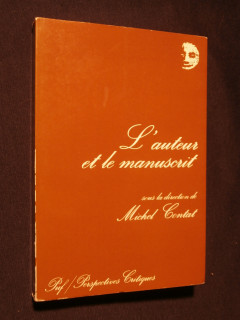 L'auteur
et le manuscrit
sous la direction de
Michel Contat
Puf // Perspectives Critiques